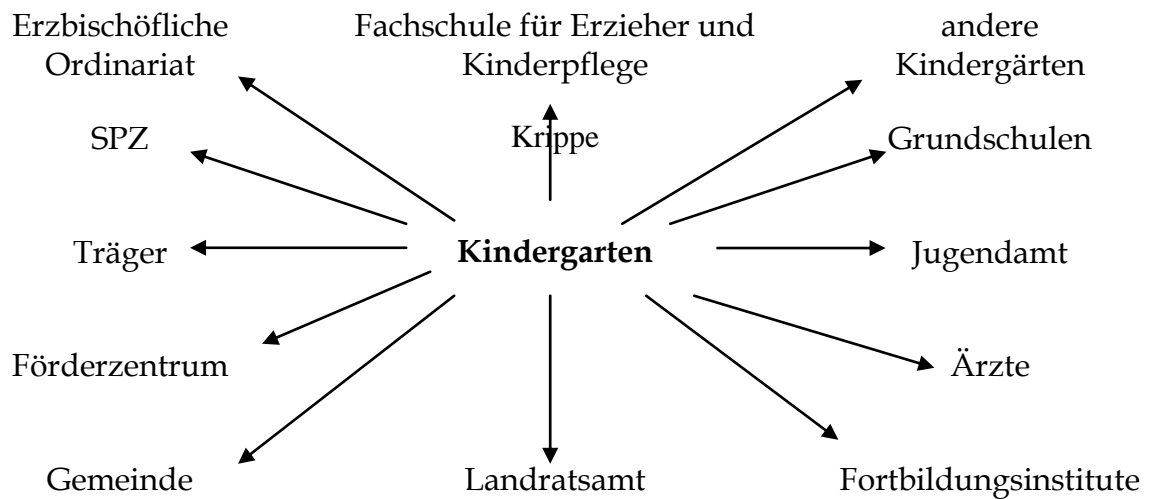 Erzbischöfliche Fachschule für Erzieher und andere
Ordinariat Kinderpflege Kindergärten
SPZ Krippe Grundschulen
Träger Kindergarten Jugendamt
Förderzentrum Ärzte
Gemeinde Landratsamt Fortbildungsinstitute